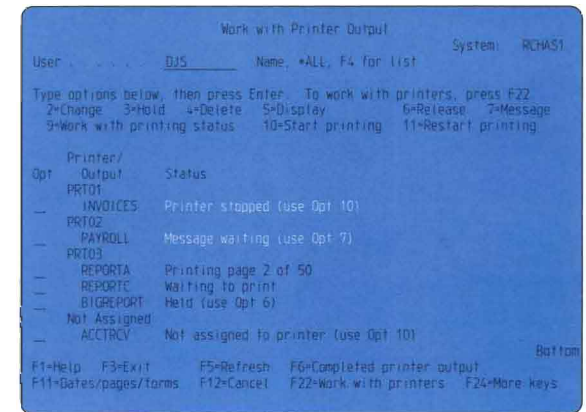 Work with Printer Output
System: RCHAS1
User . . . . . DJS Name, *ALL, F4 for list
Type options below, then press Enter. To work with printers, press F22
2=Change 3=Hold 4=Delete 5=Display 6=Release 7=Message
9=Work with printing status 10=Start printing 11=Restart printing
Printer/
Opt Output Status
PRT01
INVOICES Printer stopped (use Opt 10)
PRT02
PAYROLL Message waiting (use Opt 7)
PRT03
REPORTA Printing page 2 of 50
REPORTC Waiting to print
BIGREPORT Held (use Opt 6)
Not Assigned
ACCTRCV Not assigned to printer (use Opt 10)
Bottom
F1=Help F3=Exit F5=Refresh F6=Completed printer output
F11=Dates/pages/forms F12=Cancel F22=Work with printers F24=More keys